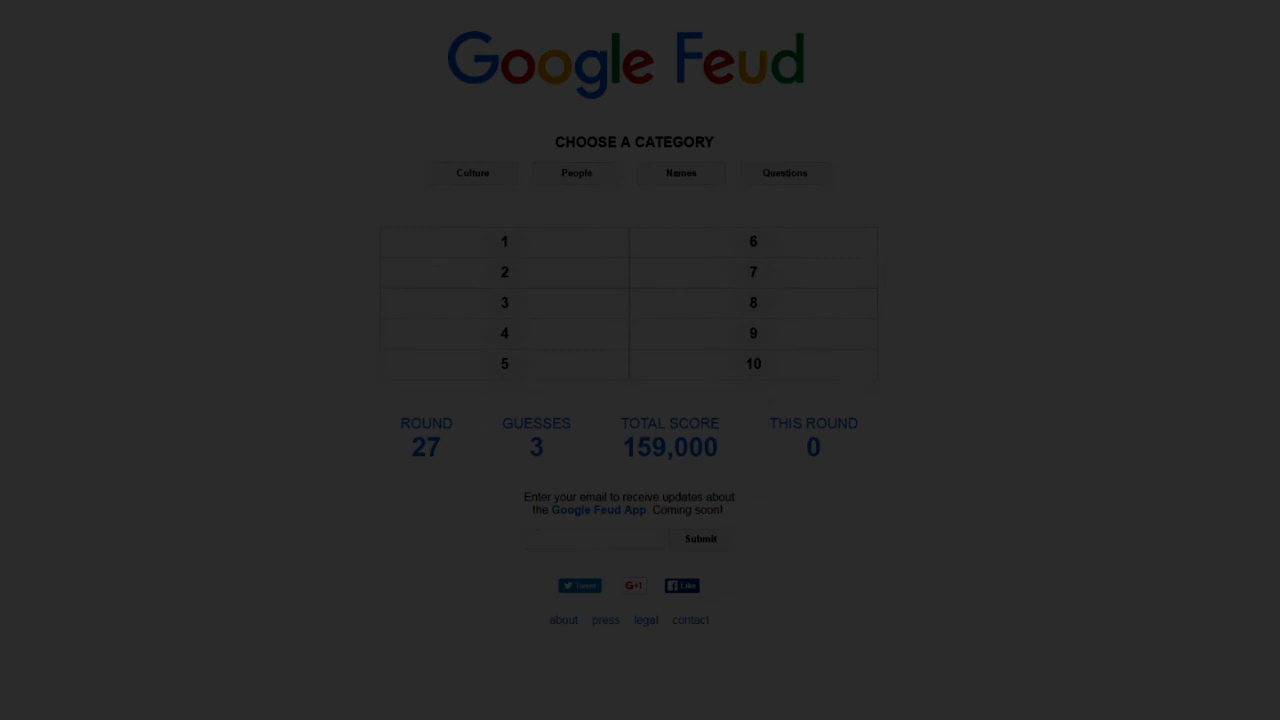 Google Feud
CHOOSE A CATEGORY
Culture People Names Questions
1 6
2 7
3 8
4 9
5 10
ROUND GUESSES TOTAL SCORE THIS ROUND
27 3 159,000 0
Enter your email to receive updates about
the Google Feud App. Coming soon!
Submit
Tweet G+1 Like
about press legal contact